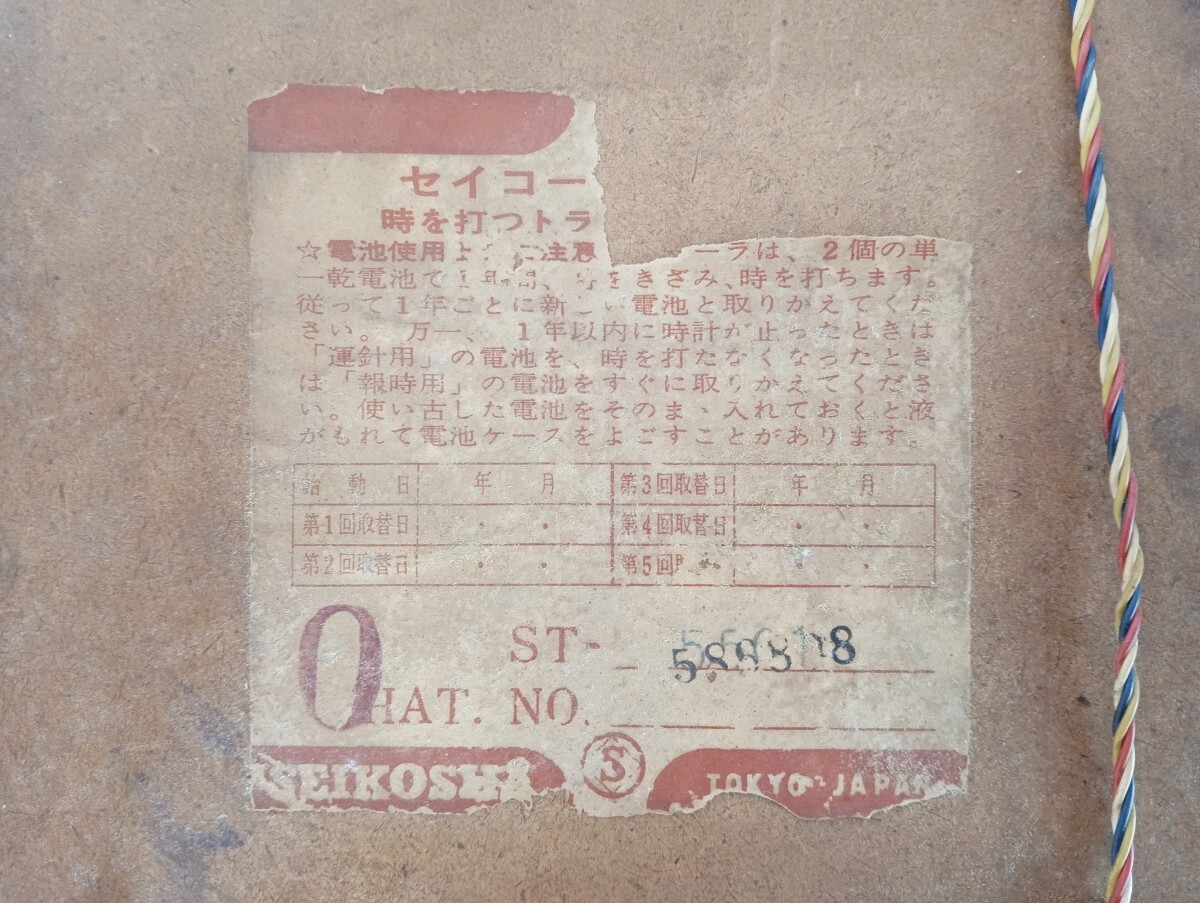 セイコー
時を打つトラ
☆電池使用 ご注意 ーラは、2個の単
一乾電池で1年間、 をきざみ、時を打ちます。
従って1年ごとに新しい電池と取りかえてくだ
さい。 万一、 1年以内に時計が止ったときは
「運針用」の電池を、時を打たなくなったとき
は「報時用」の電池をすぐに取りかえてくださ
い。使い古した電池をそのまゝ入れておくと液
がもれて電池ケースをよごすことがあります。
始動日 年 月 第3回取替日 年 月
第1回取替日 ・ ・ 第4回取替日 ・ ・
第2回取替日 ・ ・ 第5回 ・ ・
ST-
0 HAT. NO.
SEIKOSHA S TOKYO JAPAN